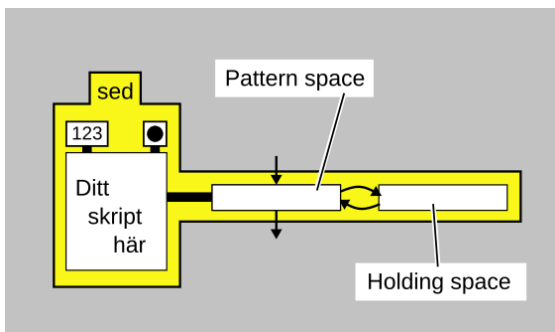 Pattern space
sed
123
Ditt
skript
här
Holding space